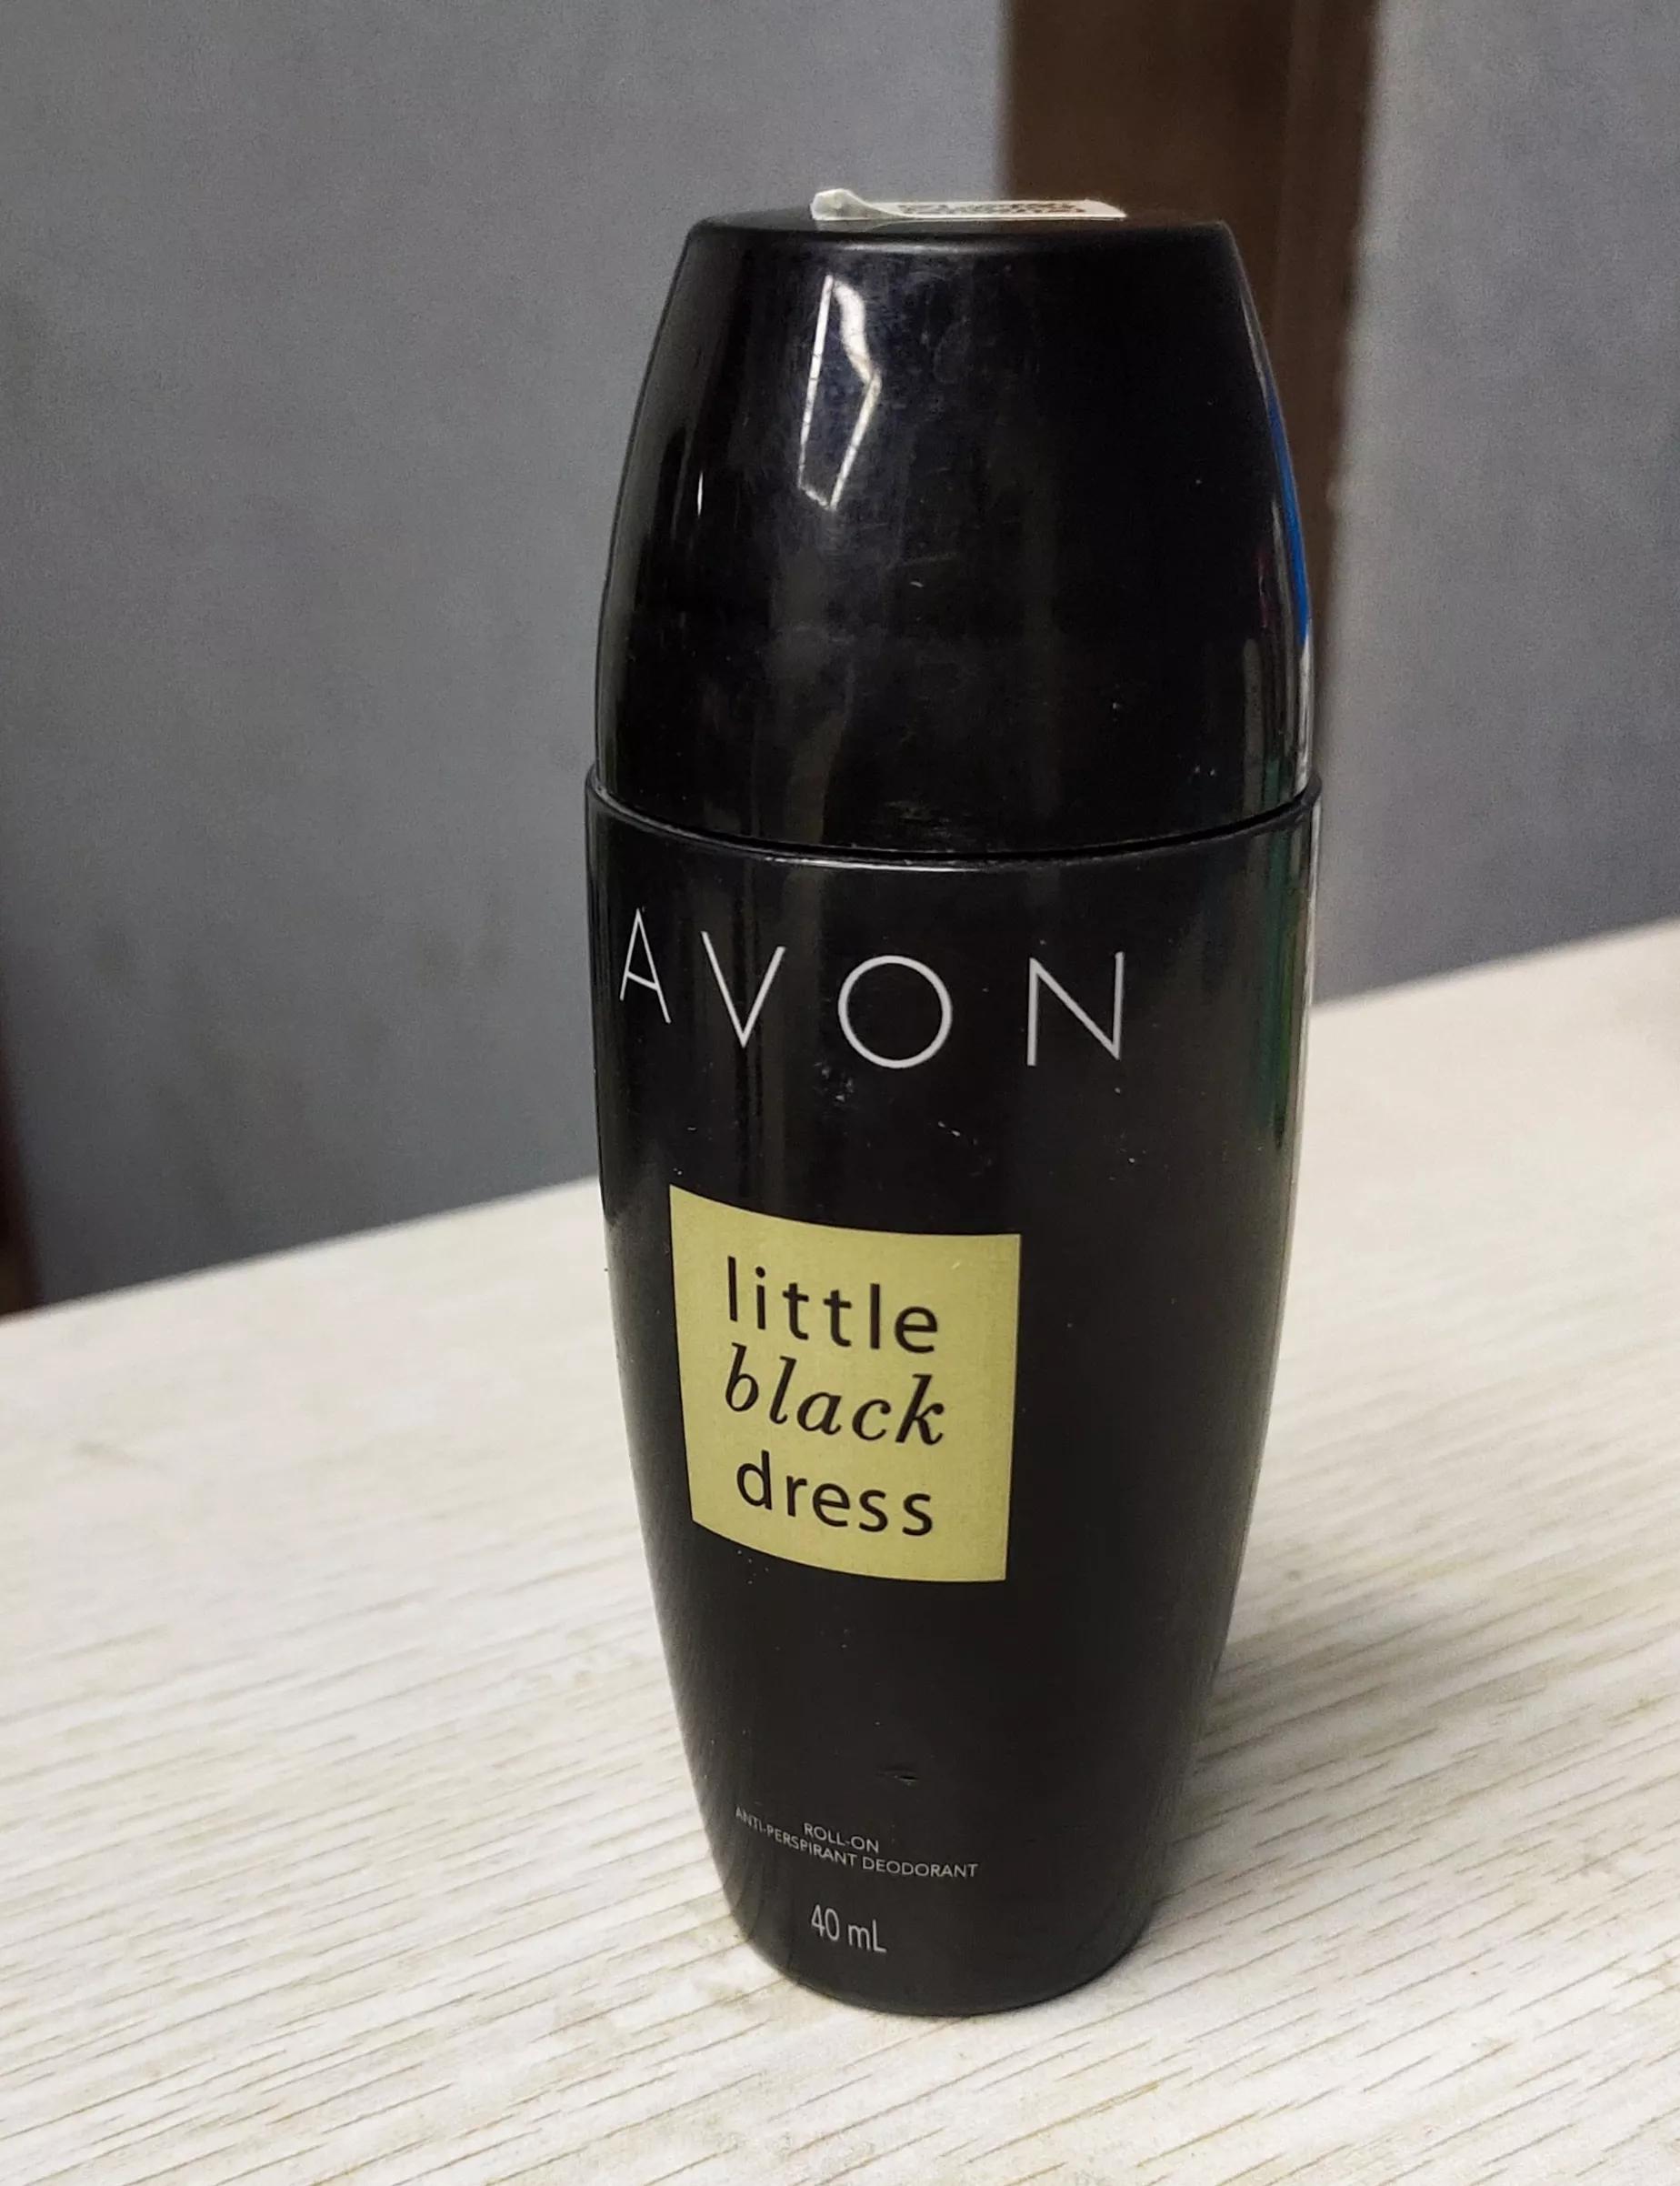 AVON
little
black
dress
ROLL-ON
ANTI-PERSPIRANT DEODORANT
40 mL